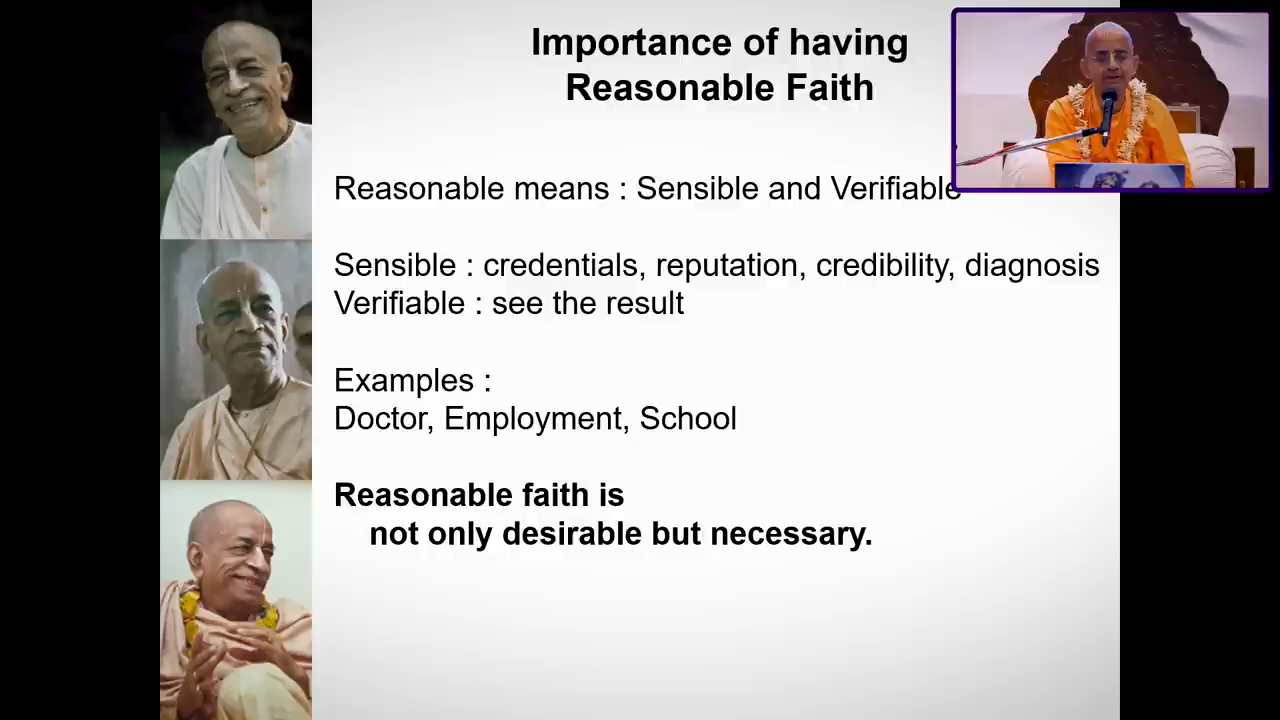 Importance of having
Reasonable Faith
Reasonable means : Sensible and Verifiable
Sensible : credentials, reputation, credibility, diagnosis
Verifiable : see the result
Examples :
Doctor, Employment, School
Reasonable faith is
not only desirable but necessary.